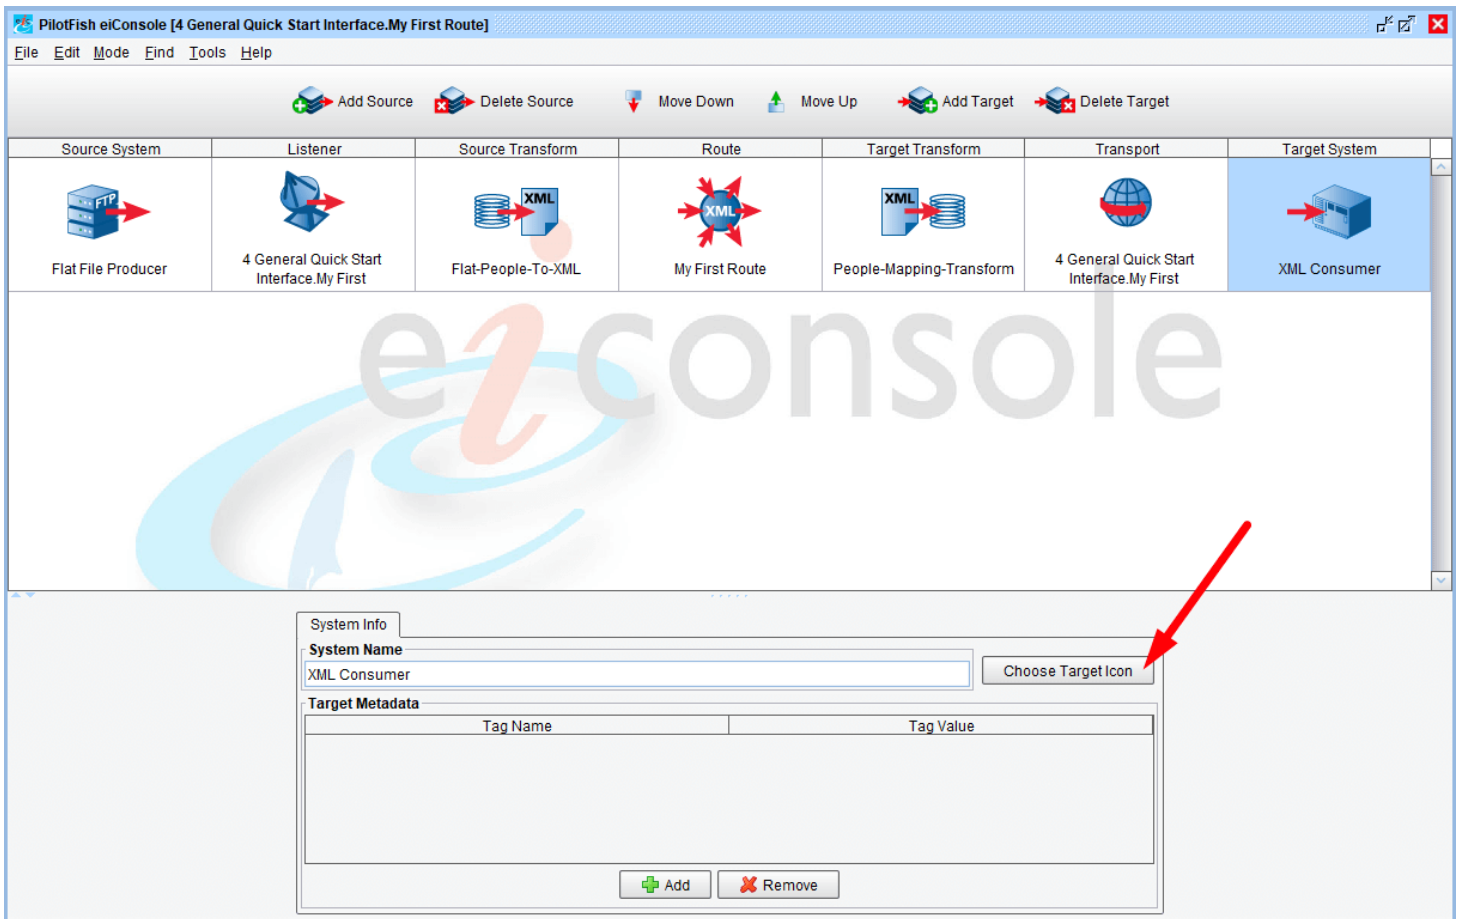 PilotFish eiConsole [4 General Quick Start Interface.My First Route]
File Edit Mode Find Tools Help
Add Source Delete Source Move Down Move Up Add Target Delete Target
Source System Listener Source Transform Route Target Transform Transport Target System
FTP XML XML XML
Flat File Producer 4 General Quick Start Interface.My First Flat-People-To-XML My First Route People-Mapping-Transform 4 General Quick Start Interface.My First XML Consumer
eiconsole
System Info
System Name
XML Consumer Choose Target Icon
Target Metadata
Tag Name Tag Value
Add Remove